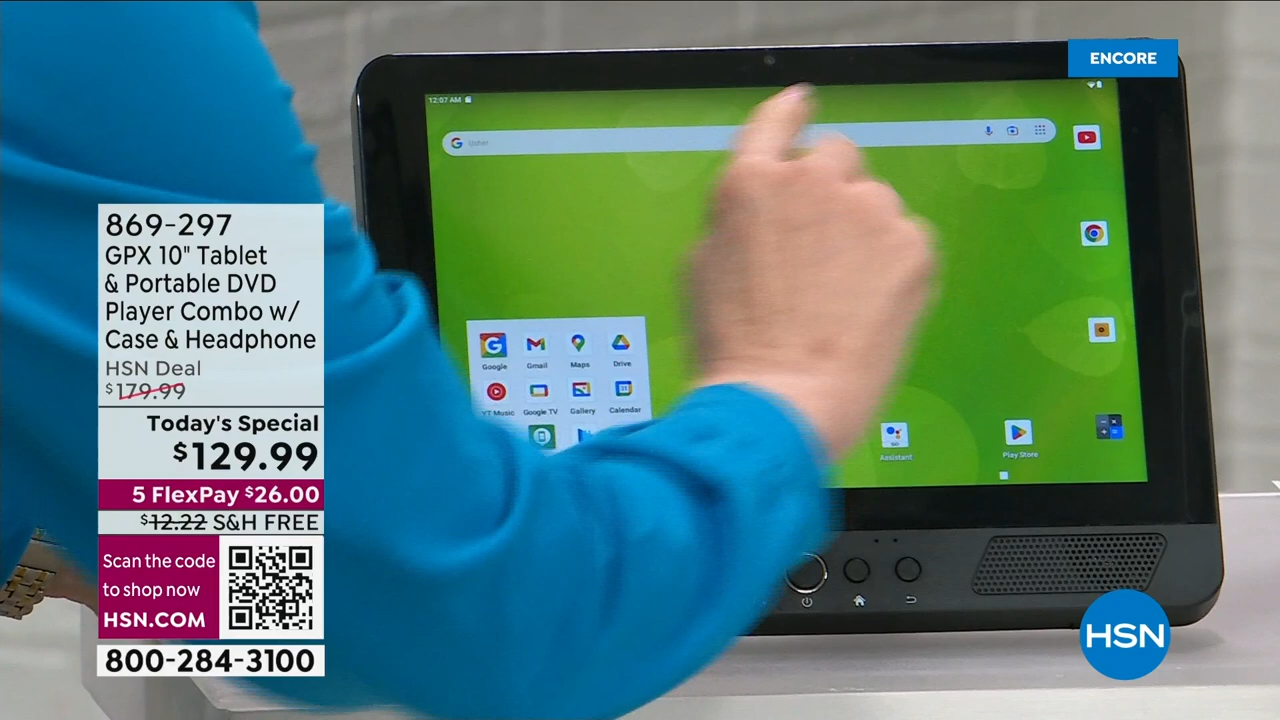 ENCORE
12:07 AM
Google
Gmail
Maps
Drive
YT Music
Google TV
Gallery
Calendar
Assistant
Play Store
869-297
GPX 10" Tablet
& Portable DVD
Player Combo w/
Case & Headphone
HSN Deal
$179.99
Today's Special
$129.99
5 FlexPay $26.00
$12.22 S&H FREE
Scan the code
to shop now
HSN.COM
800-284-3100
HSN